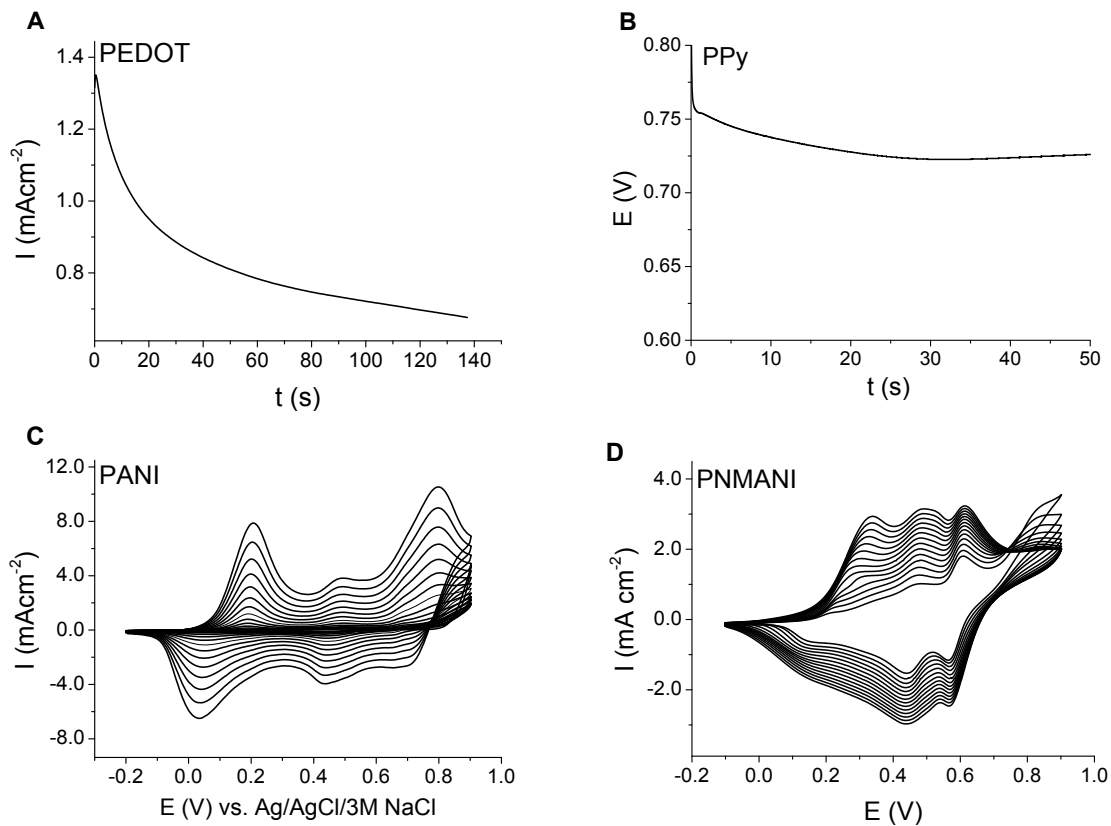 A
PEDOT
1.4
1.2
1.0
0.8
I (mAcm⁻²)
0 20 40 60 80 100 120 140
t (s)
B
PPy
0.80
0.75
0.70
0.65
0.60
E (V)
0 10 20 30 40 50
t (s)
C
PANI
12.0
8.0
4.0
0.0
-4.0
-8.0
I (mAcm⁻²)
-0.2 0.0 0.2 0.4 0.6 0.8 1.0
E (V) vs. Ag/AgCl/3M NaCl
D
PNMANI
4.0
2.0
0.0
-2.0
I (mA cm⁻²)
-0.2 0.0 0.2 0.4 0.6 0.8 1.0
E (V)